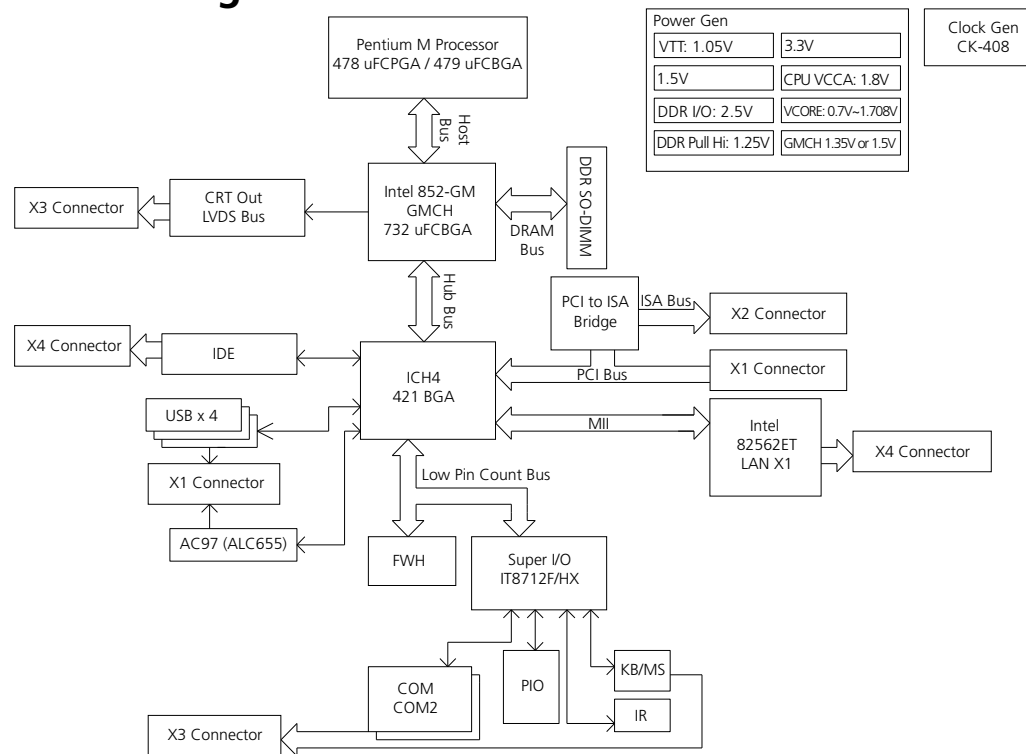 Pentium M Processor
478 uFCPGA / 479 uFCBGA
Power Gen
VTT: 1.05V
3.3V
1.5V
CPU VCCA: 1.8V
DDR I/O: 2.5V
VCORE: 0.7V~1.708V
DDR Pull Hi: 1.25V
GMCH 1.35V or 1.5V
Clock Gen
CK-408
Host
Bus
X3 Connector
CRT Out
LVDS Bus
Intel 852-GM
GMCH
732 uFCBGA
DRAM
Bus
DDR SO-DIMM
Hub Bus
PCI to ISA
Bridge
ISA Bus
X2 Connector
X4 Connector
IDE
ICH4
421 BGA
PCI Bus
X1 Connector
USB x 4
MII
Intel
82562ET
LAN X1
X4 Connector
X1 Connector
Low Pin Count Bus
AC97 (ALC655)
FWH
Super I/O
IT8712F/HX
COM
COM2
PIO
KB/MS
IR
X3 Connector